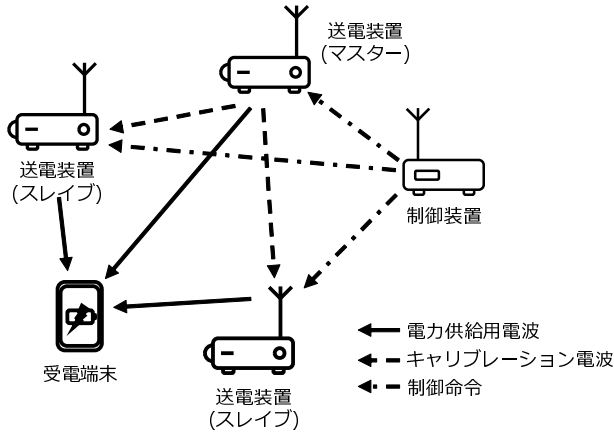 送電装置
(マスター)
送電装置
(スレイブ)
制御装置
受電端末
送電装置
(スレイブ)
電力供給用電波
キャリブレーション電波
制御命令